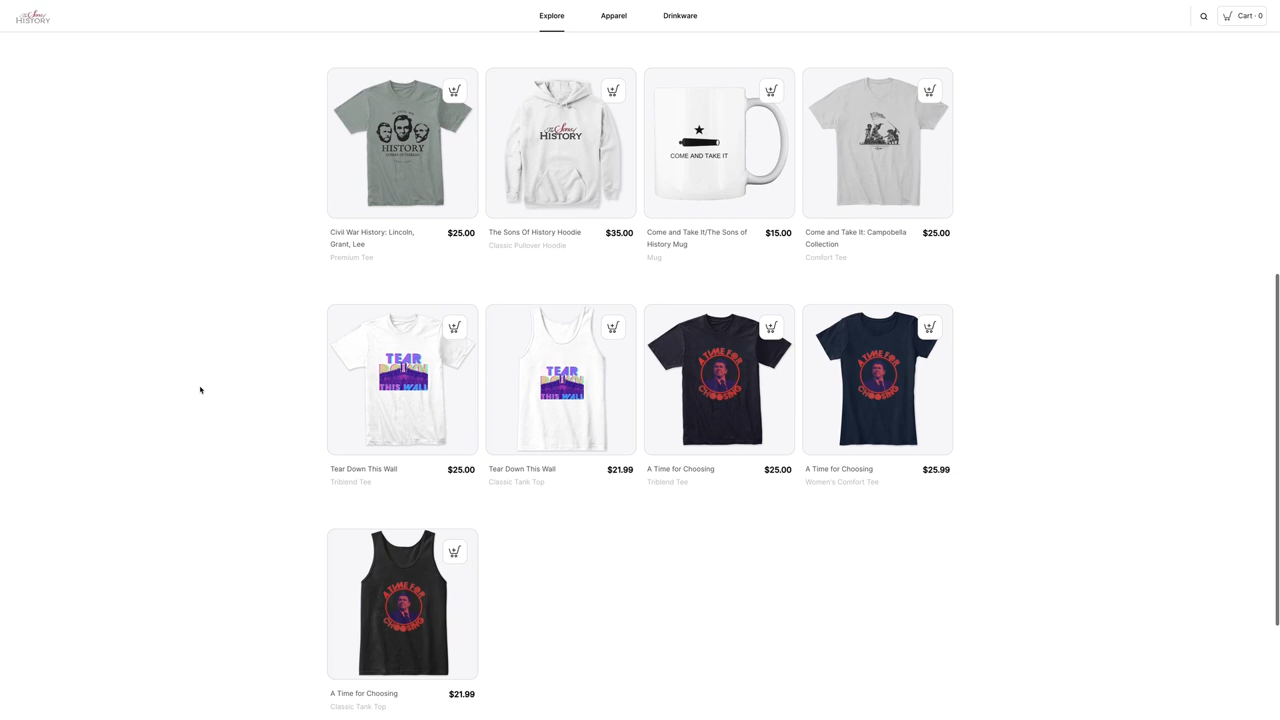 The Sons of
HISTORY
Explore
Apparel
Drinkware
Cart · 0
HISTORY
The Sons of
HISTORY
COME AND TAKE IT
Civil War History: Lincoln,
Grant, Lee
$25.00
Premium Tee
The Sons Of History Hoodie
$35.00
Classic Pullover Hoodie
Come and Take It/The Sons of
History Mug
$15.00
Mug
Come and Take It: Campobella
Collection
$25.00
Comfort Tee
TEAR
DOWN
THIS WALL
TEAR
DOWN
THIS WALL
A TIME FOR
CHOOSING
A TIME FOR
CHOOSING
Tear Down This Wall
$25.00
Triblend Tee
Tear Down This Wall
$21.99
Classic Tank Top
A Time for Choosing
$25.00
Triblend Tee
A Time for Choosing
$25.99
Women's Comfort Tee
A TIME FOR
CHOOSING
A Time for Choosing
$21.99
Classic Tank Top